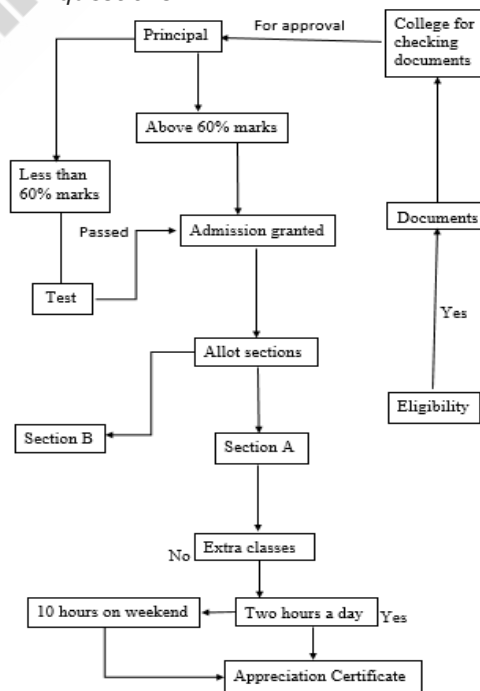 Principal
For approval
College for
checking
documents
Above 60% marks
Less than
60% marks
Documents
Passed
Admission granted
Test
Yes
Allot sections
Eligibility
Section B
Section A
No
Extra classes
10 hours on weekend
Two hours a day
Yes
Appreciation Certificate